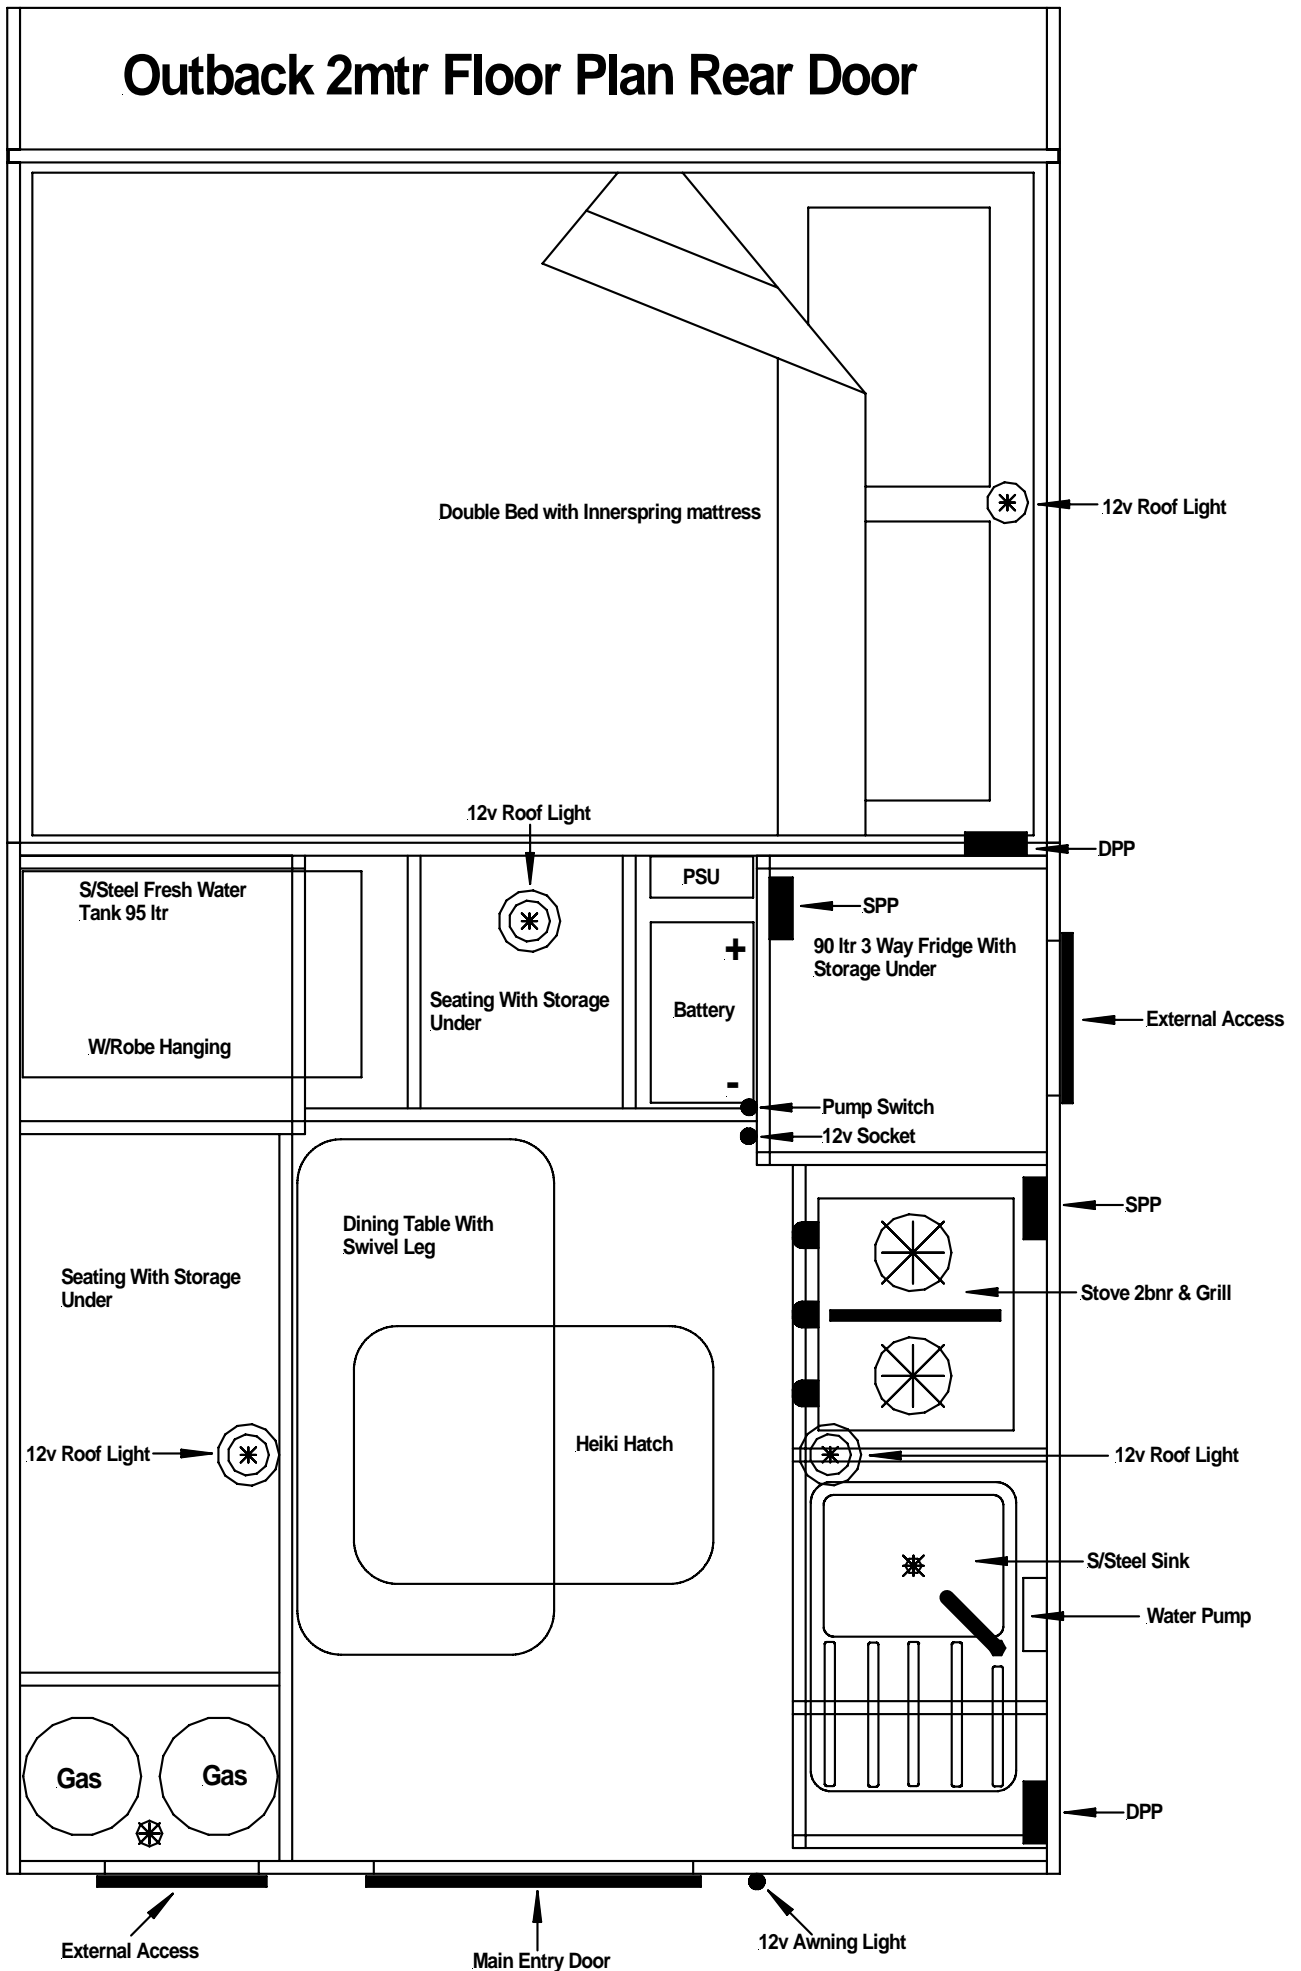 Outback 2mtr Floor Plan Rear Door
12v Roof Light
Double Bed with Innerspring mattress
12v Roof Light
DPP
PSU
S/Steel Fresh Water
Tank 95 ltr
SPP
+
90 ltr 3 Way Fridge With
Storage Under
Seating With Storage
Under
Battery
External Access
W/Robe Hanging
-
Pump Switch
12v Socket
SPP
Dining Table With
Swivel Leg
Seating With Storage
Under
Stove 2bnr & Grill
Heiki Hatch
12v Roof Light
12v Roof Light
S/Steel Sink
Water Pump
Gas
Gas
DPP
External Access
Main Entry Door
12v Awning Light